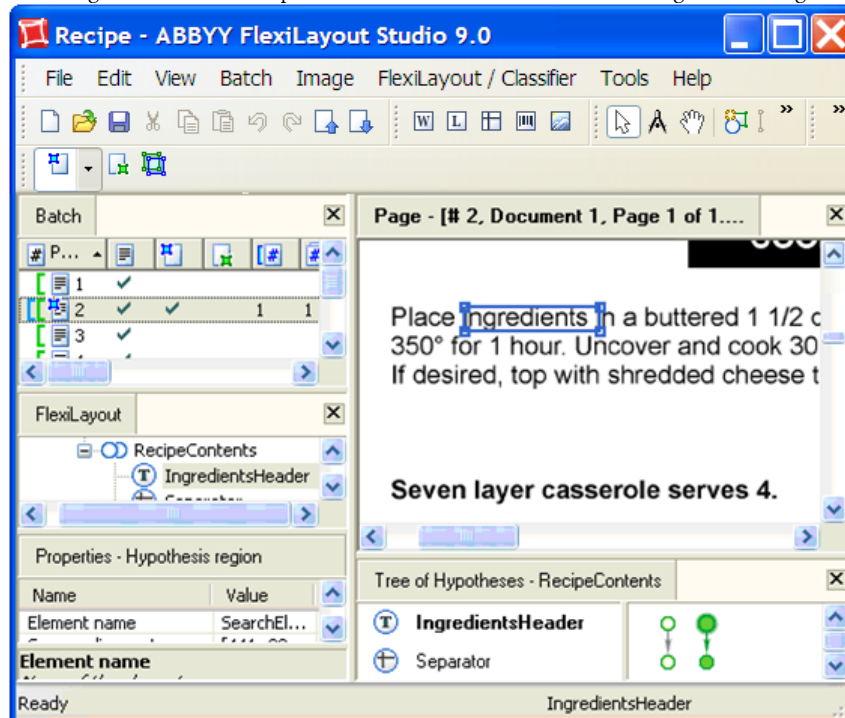 Recipe - ABBYY FlexiLayout Studio 9.0
File Edit View Batch Image FlexiLayout / Classifier Tools Help
W L » »
Batch
Page - [# 2, Document 1, Page 1 of 1....
# P... [# #
1
2 1 1
3
Place Ingredients in a buttered 1 1/2
350° for 1 hour. Uncover and cook 30
If desired, top with shredded cheese
Seven layer casserole serves 4.
FlexiLayout
RecipeContents
T IngredientsHeader
Separator
Properties - Hypothesis region
Name Value
Element name SearchEl...
Element name
Tree of Hypotheses - RecipeContents
T IngredientsHeader
Separator
Ready IngredientsHeader